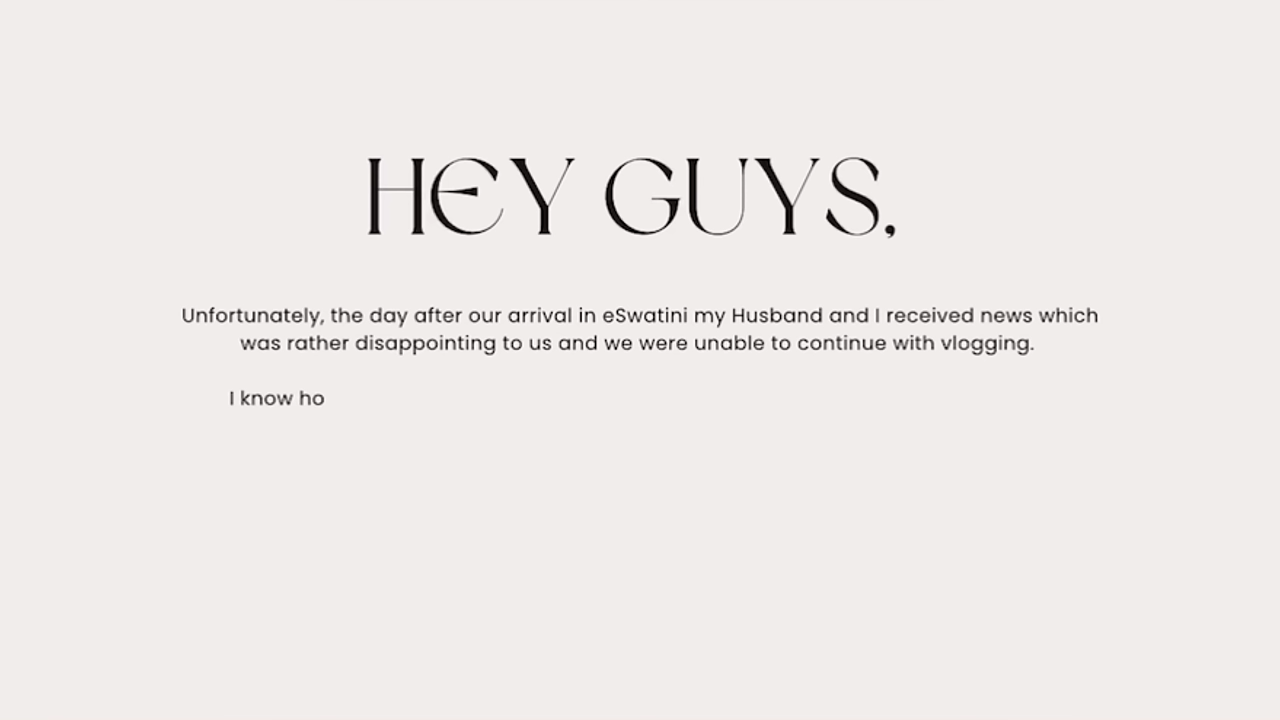 HEY GUYS,
Unfortunately, the day after our arrival in eSwatini my Husband and I received news which
was rather disappointing to us and we were unable to continue with vlogging.
I know ho